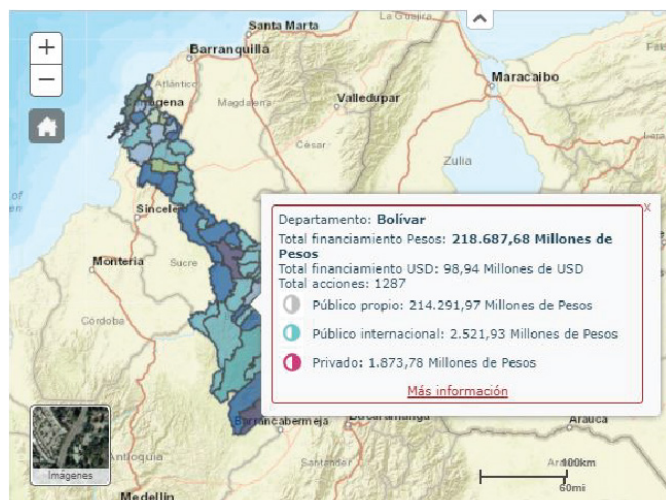 Santa Marta
La Guajira
Barranquilla
Atlántico
Maracaibo
Magdalena
Valledupar
César
Zulia
Sincelejo
Montería
Sucre
Córdoba
x
Departamento: Bolívar
Total financiamiento Pesos: 218.687,68 Millones de
Pesos
Total financiamiento USD: 98,94 Millones de USD
Total acciones: 1287
Público propio: 214.291,97 Millones de Pesos
Público internacional: 2.521,93 Millones de Pesos
Privado: 1.873,78 Millones de Pesos
Más información
Barrancabermeja
Bucaramanga
Arauca
Imagenes
Antioquia
Santander
100km
60mi
Medellín